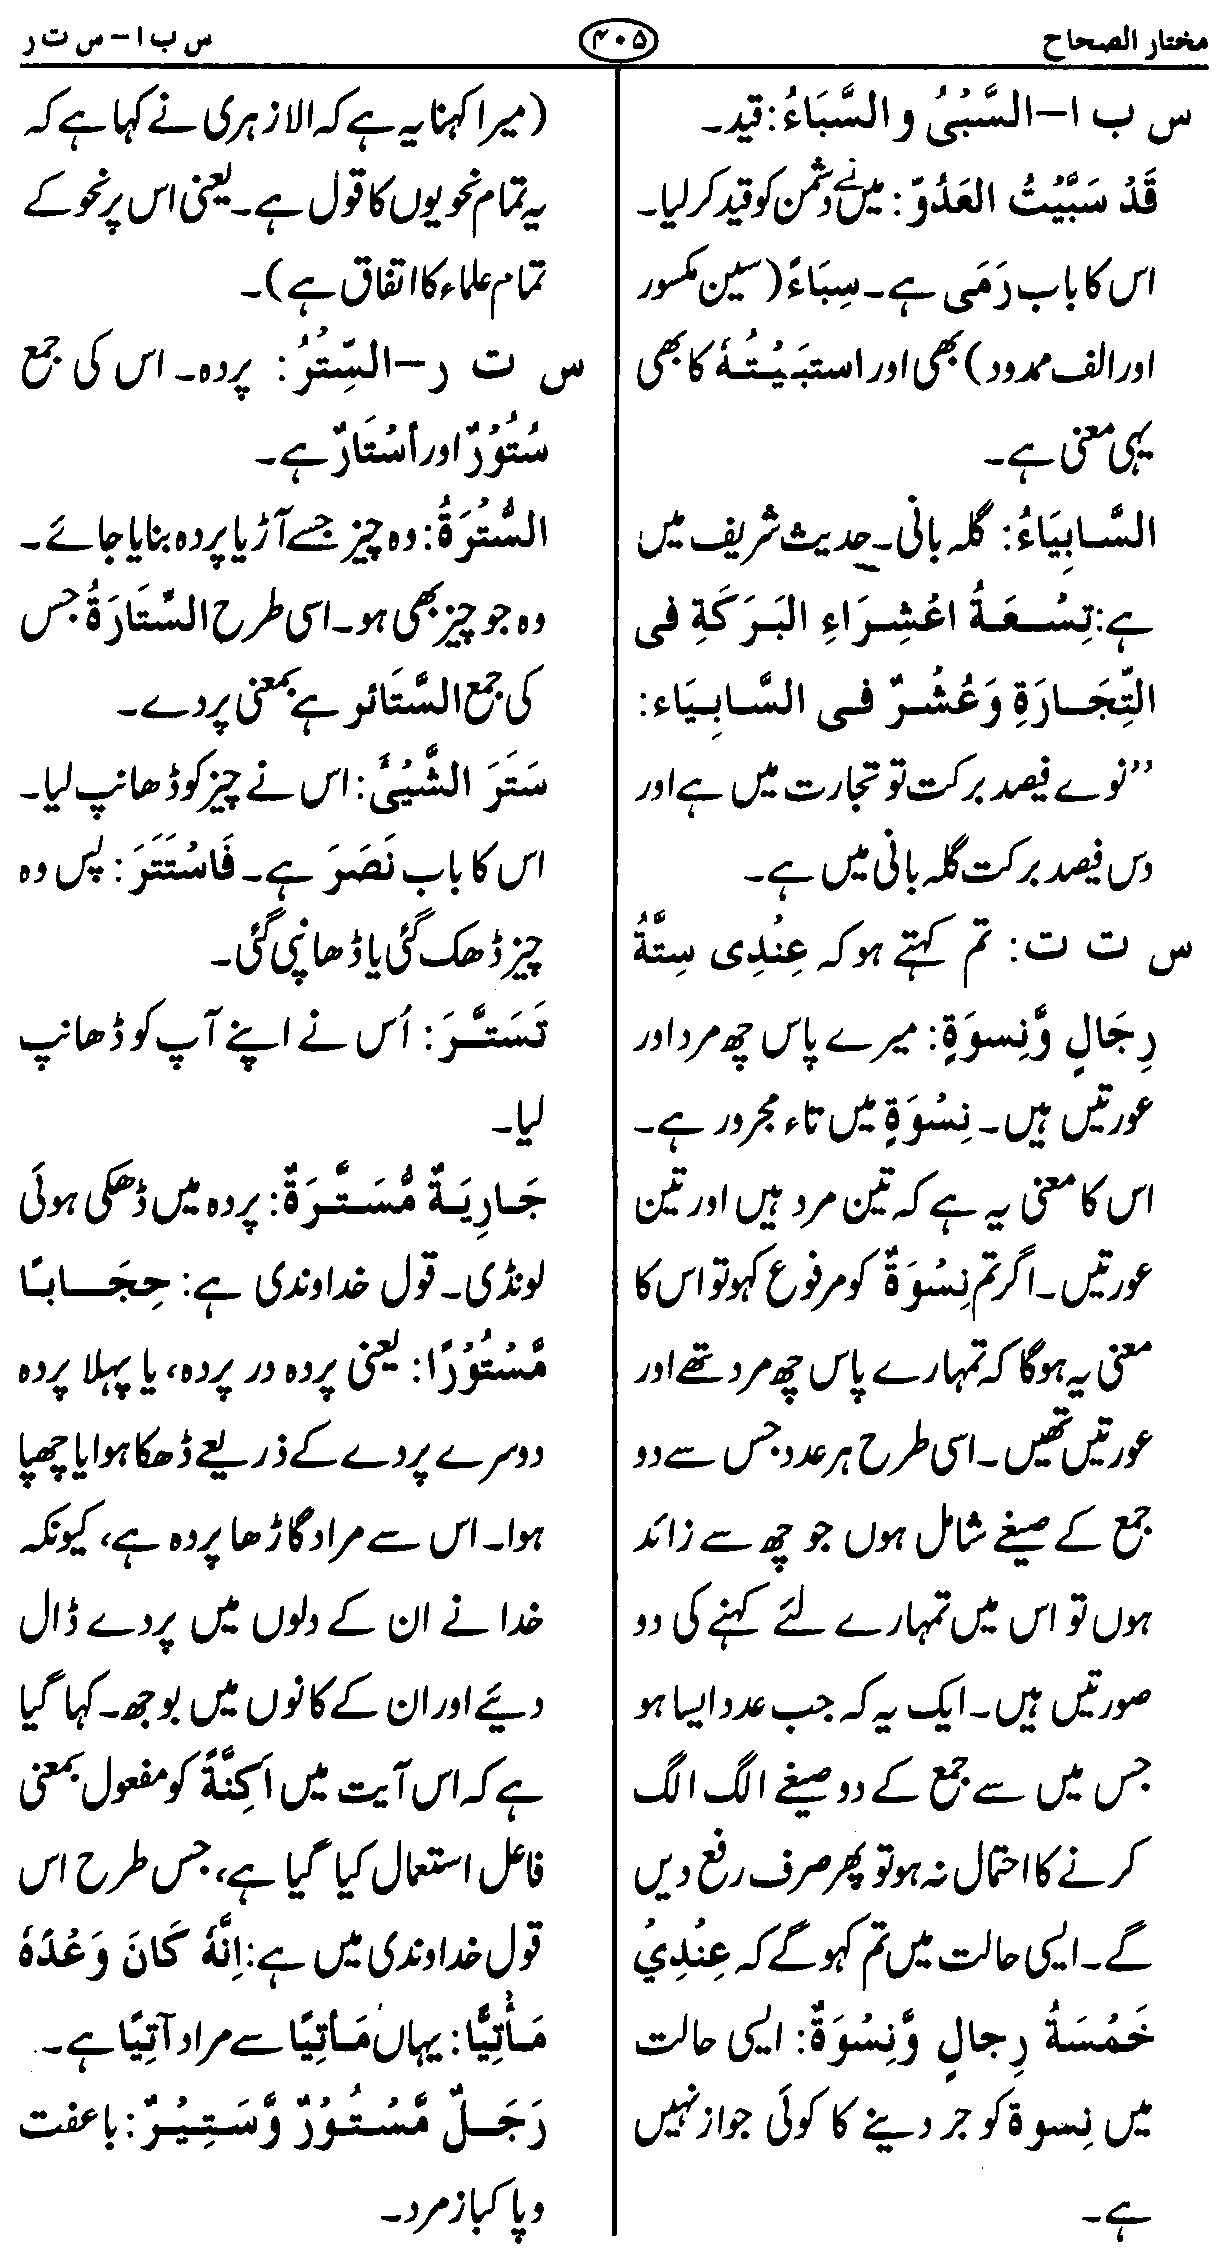 مختار الصحاح
۴۰۵
س ب ا – س ت ر
س ب ا – السَّبْیُ و السَّبَاءُ: قید۔
قَدْ سَبَّیْتُ العَدُوّ: میں نے دشمن کو قید کر لیا۔
اس کا باب رَمَی ہے۔ سِبَاءً (سین مکسور
اور الف ممدود) بھی اور استبَیْتُہٗ کا بھی
یہی معنی ہے۔
السَّابِیَاءُ: گلہ بانی۔ حدیث شریف میں
ہے: تِسْعَۃُ اعْشِرَاءِ البَرَکَۃِ فی
التِّجَارَۃِ وَعُشْرٌ فی السَّابِیَاء:
’’نوے فیصد برکت تو تجارت میں ہے اور
دس فیصد برکت گلہ بانی میں ہے۔
س ت ت: تم کہتے ہو کہ عِنْدِی سِتَّۃُ
رِجَالٍ وَّنِسوَۃٍ: میرے پاس چھ مرد اور
عورتیں ہیں۔ نِسْوَۃٍ میں تاء مجرور ہے۔
اس کا معنی یہ ہے کہ تین مرد ہیں اور تین
عورتیں۔ اگر تم نِسْوَۃٌ کو مرفوع کہو تو اس کا
معنی یہ ہوگا کہ تمہارے پاس چھ مرد تھے اور
عورتیں تھیں۔ اسی طرح ہر عدد جس سے دو
جمع کے صیغے شامل ہوں جو چھ سے زائد
ہوں تو اس میں تمہارے لئے کہنے کی دو
صورتیں ہیں۔ ایک یہ کہ جب عدد ایسا ہو
جس میں سے جمع کے دو صیغے الگ الگ
کرنے کا احتمال نہ ہو تو پھر صرف رفع دیں
گے۔ ایسی حالت میں تم کہو گے کہ عِنْدِیْ
خَمْسَۃُ رِجالٍ وَّنِسْوَۃٌ: ایسی حالت
میں نِسوۃ کو جر دینے کا کوئی جواز نہیں
ہے۔
(میرا کہنا یہ ہے کہ الازہری نے کہا ہے کہ
یہ تمام نحویوں کا قول ہے۔ یعنی اس پر نحو کے
تمام علماء کا اتفاق ہے)۔
س ت ر – السِّتْرُ: پردہ۔ اس کی جمع
سُتُوْرٌ اور أسْتَارٌ ہے۔
السُّتْرَۃُ: وہ چیز جسے آڑ یا پردہ بنایا جائے۔
وہ جو چیز بھی ہو۔ اسی طرح السِّتَارَۃُ جس
کی جمع السَّتَائر ہے بمعنی پردے۔
سَتَرَ الشَّیْئَ: اس نے چیز کو ڈھانپ لیا۔
اس کا باب نَصَرَ ہے۔ فَاسْتَتَرَ: پس وہ
چیز ڈھک گئی یا ڈھانپی گئی۔
تَسَتَّرَ: اُس نے اپنے آپ کو ڈھانپ
لیا۔
جَارِیَۃٌ مُّسَتَّرَۃٌ: پردہ میں ڈھکی ہوئی
لونڈی۔ قول خداوندی ہے: حِجَابًا
مَّسْتُوْرًا: یعنی پردہ در پردہ، یا پہلا پردہ
دوسرے پردے کے ذریعے ڈھکا ہوا یا چھپا
ہوا۔ اس سے مراد گاڑھا پردہ ہے، کیونکہ
خدا نے ان کے دلوں میں پردے ڈال
دیئے اور ان کے کانوں میں بوجھ۔ کہا گیا
ہے کہ اس آیت میں اَکِنَّۃً کو مفعول بمعنی
فاعل استعمال کیا گیا ہے، جس طرح اس
قول خداوندی میں ہے: اِنَّہٗ کَانَ وَعْدُہٗ
مَأْتِیًّا: یہاں مَأتِیًا سے مراد آتِیًا ہے۔
رَجَلٌ مَّسْتُوْرٌ وَّسَتِیْرٌ: باعفت
و پاکباز مرد۔